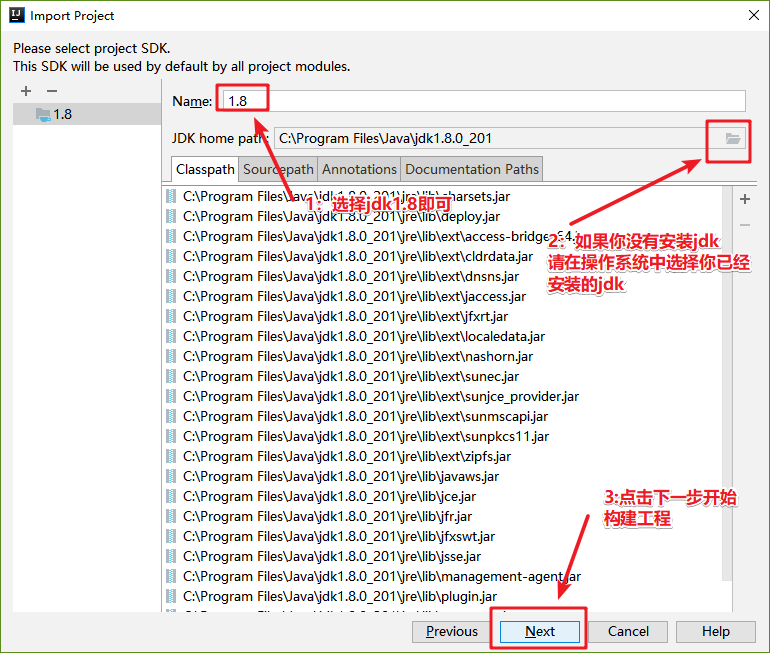 Import Project
Please select project SDK.
This SDK will be used by default by all project modules.
1.8
Name: 1.8
JDK home path: C:\Program Files\Java\jdk1.8.0_201
Classpath Sourcepath Annotations Documentation Paths
C:\Program Files\Java\jdk1.8.0_201\jre\lib\charsets.jar
1：选择jdk1.8即可
C:\Program Files\Java\jdk1.8.0_201\jre\lib\deploy.jar
C:\Program Files\Java\jdk1.8.0_201\jre\lib\ext\access-bridge-64.jar
C:\Program Files\Java\jdk1.8.0_201\jre\lib\ext\cldrdata.jar
C:\Program Files\Java\jdk1.8.0_201\jre\lib\ext\dnsns.jar
2：如果你没有安装jdk
请在操作系统中选择你已经
安装的jdk
C:\Program Files\Java\jdk1.8.0_201\jre\lib\ext\jaccess.jar
C:\Program Files\Java\jdk1.8.0_201\jre\lib\ext\jfxrt.jar
C:\Program Files\Java\jdk1.8.0_201\jre\lib\ext\localedata.jar
C:\Program Files\Java\jdk1.8.0_201\jre\lib\ext\nashorn.jar
C:\Program Files\Java\jdk1.8.0_201\jre\lib\ext\sunec.jar
C:\Program Files\Java\jdk1.8.0_201\jre\lib\ext\sunjce_provider.jar
C:\Program Files\Java\jdk1.8.0_201\jre\lib\ext\sunmscapi.jar
C:\Program Files\Java\jdk1.8.0_201\jre\lib\ext\sunpkcs11.jar
C:\Program Files\Java\jdk1.8.0_201\jre\lib\ext\zipfs.jar
C:\Program Files\Java\jdk1.8.0_201\jre\lib\javaws.jar
C:\Program Files\Java\jdk1.8.0_201\jre\lib\jce.jar
C:\Program Files\Java\jdk1.8.0_201\jre\lib\jfr.jar
C:\Program Files\Java\jdk1.8.0_201\jre\lib\jfxswt.jar
C:\Program Files\Java\jdk1.8.0_201\jre\lib\jsse.jar
C:\Program Files\Java\jdk1.8.0_201\jre\lib\management-agent.jar
C:\Program Files\Java\jdk1.8.0_201\jre\lib\plugin.jar
3:点击下一步开始
构建工程
Previous Next Cancel Help